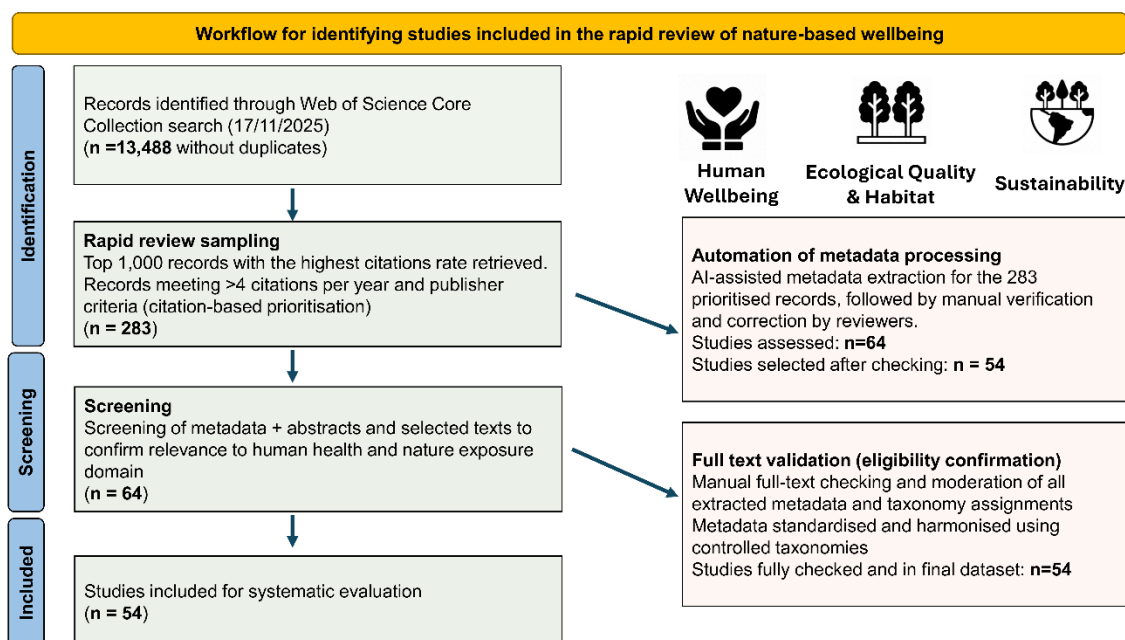 Workflow for identifying studies included in the rapid review of nature-based wellbeing
Identification
Records identified through Web of Science Core
Collection search (17/11/2025)
(n =13,488 without duplicates)
Rapid review sampling
Top 1,000 records with the highest citations rate retrieved.
Records meeting >4 citations per year and publisher
criteria (citation-based prioritisation)
(n = 283)
Screening
Screening
Screening of metadata + abstracts and selected texts to
confirm relevance to human health and nature exposure
domain
(n = 64)
Included
Studies included for systematic evaluation
(n = 54)
Human
Wellbeing
Ecological Quality
& Habitat
Sustainability
Automation of metadata processing
AI-assisted metadata extraction for the 283
prioritised records, followed by manual verification
and correction by reviewers.
Studies assessed: n=64
Studies selected after checking: n = 54
Full text validation (eligibility confirmation)
Manual full-text checking and moderation of all
extracted metadata and taxonomy assignments
Metadata standardised and harmonised using
controlled taxonomies
Studies fully checked and in final dataset: n=54